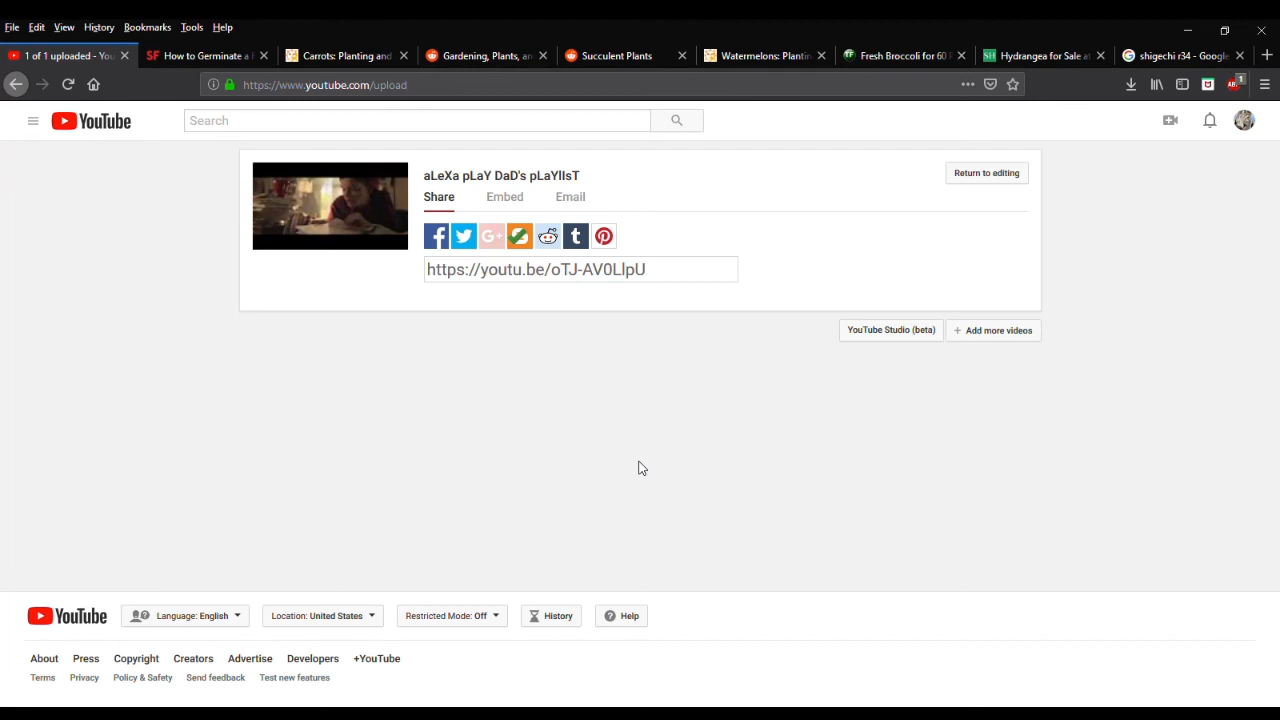 File Edit View History Bookmarks Tools Help
1 of 1 uploaded - You
How to Germinate a
Carrots: Planting and
Gardening, Plants, an
Succulent Plants
Watermelons: Plantin
Fresh Broccoli for 60
Hydrangea for Sale at
shigechi r34 - Google
https://www.youtube.com/upload
1
YouTube
Search
aLeXa pLaY DaD's pLaYlIsT
Return to editing
Share Embed Email
https://youtu.be/oTJ-AV0LlpU
YouTube Studio (beta)
+ Add more videos
YouTube
Language: English
Location: United States
Restricted Mode: Off
History
Help
About Press Copyright Creators Advertise Developers +YouTube
Terms Privacy Policy & Safety Send feedback Test new features